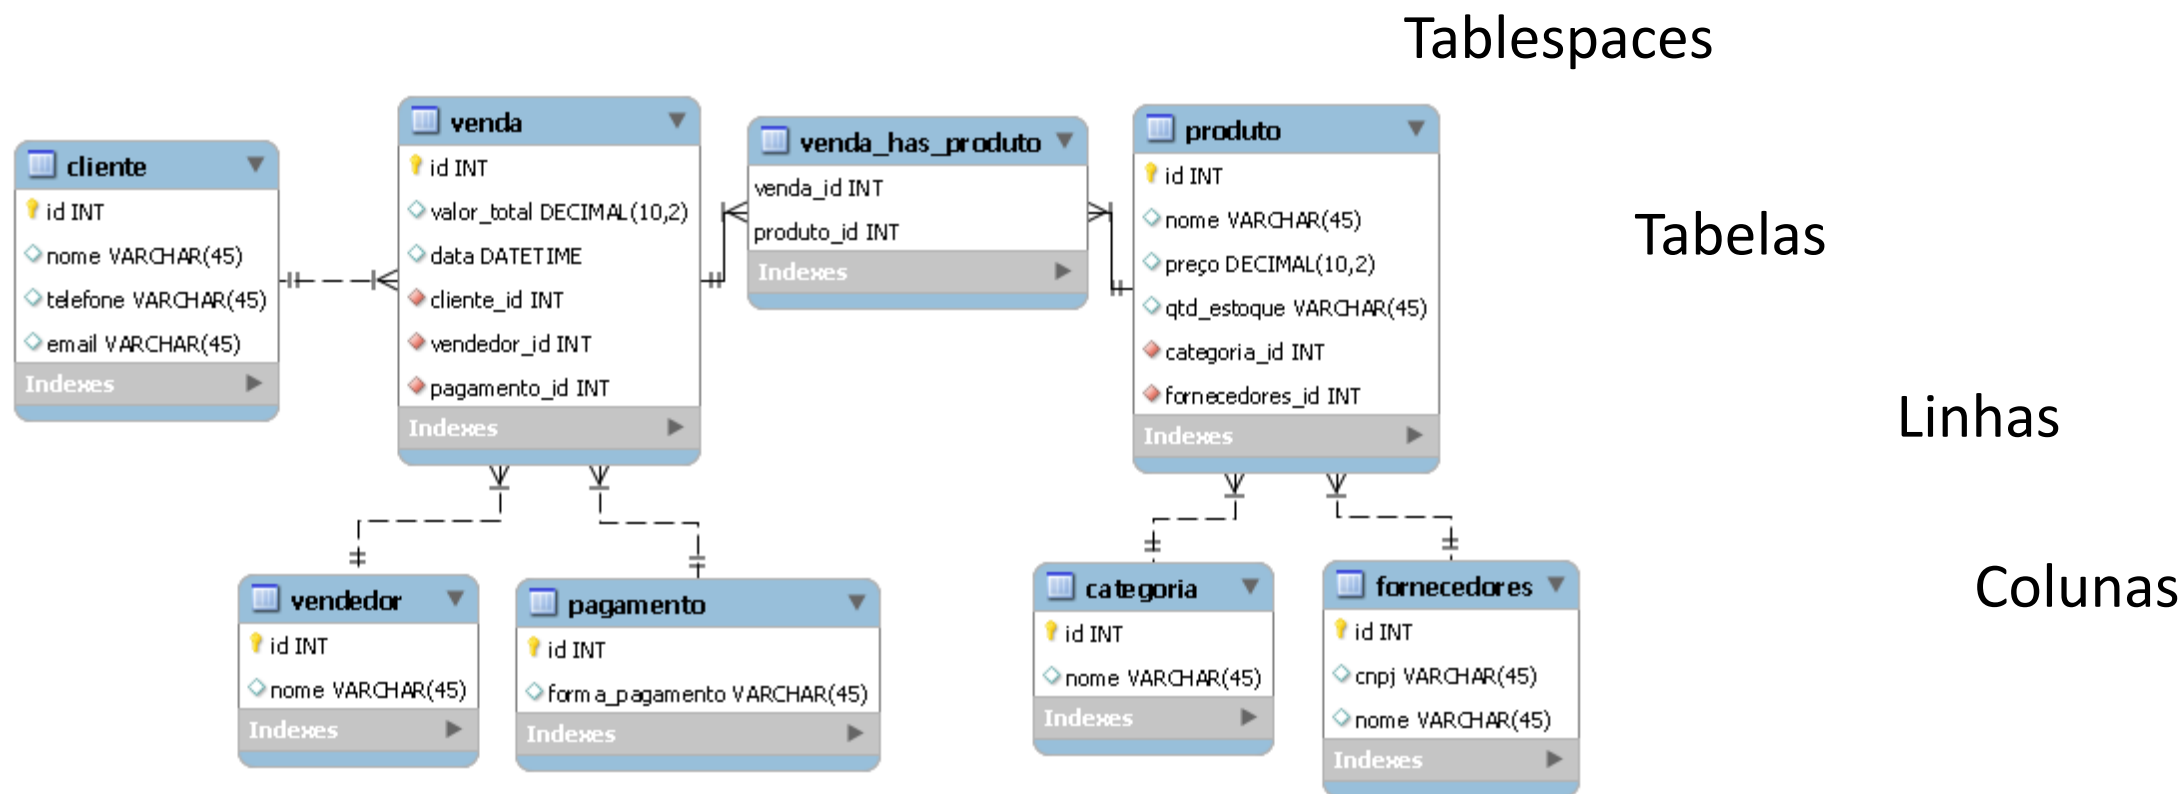 Tablespaces
cliente
id INT
nome VARCHAR(45)
telefone VARCHAR(45)
email VARCHAR(45)
Indexes
venda
id INT
valor_total DECIMAL(10,2)
data DATETIME
cliente_id INT
vendedor_id INT
pagamento_id INT
Indexes
venda_has_produto
venda_id INT
produto_id INT
Indexes
produto
id INT
nome VARCHAR(45)
preço DECIMAL(10,2)
qtd_estoque VARCHAR(45)
categoria_id INT
fornecedores_id INT
Indexes
Tabelas
Linhas
Colunas
vendedor
id INT
nome VARCHAR(45)
Indexes
pagamento
id INT
forma_pagamento VARCHAR(45)
Indexes
categoria
id INT
nome VARCHAR(45)
Indexes
fornecedores
id INT
cnpj VARCHAR(45)
nome VARCHAR(45)
Indexes